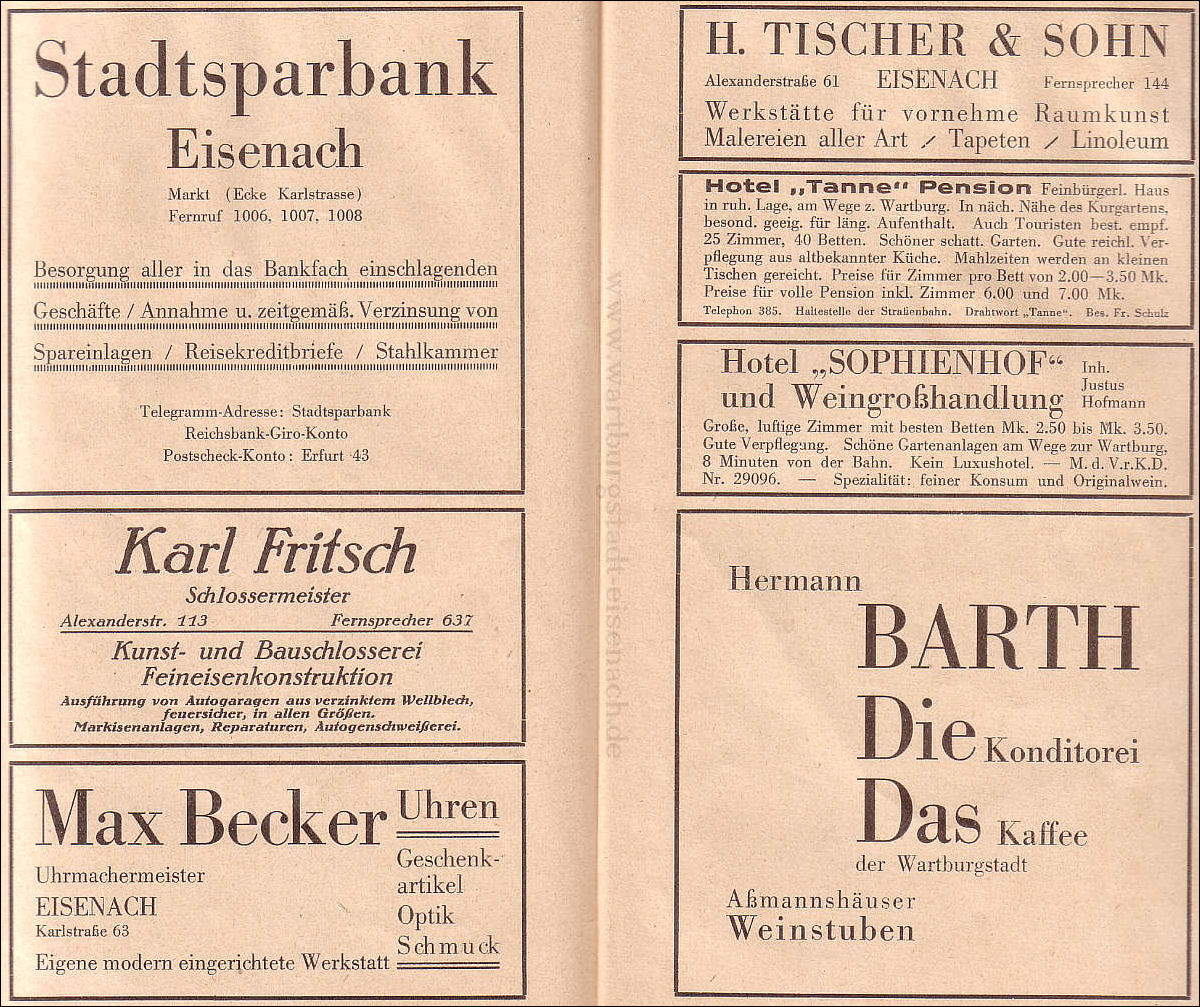 Stadtsparbank
Eisenach
Markt (Ecke Karlstrasse)
Fernruf 1006, 1007, 1008
Besorgung aller in das Bankfach einschlagenden
Geschäfte / Annahme u. zeitgemäß. Verzinsung von
Spareinlagen / Reisekreditbriefe / Stahlkammer
Telegramm-Adresse: Stadtsparbank
Reichsbank-Giro-Konto
Postscheck-Konto: Erfurt 43
Karl Fritsch
Schlossermeister
Alexanderstr. 113 Fernsprecher 637
Kunst- und Bauschlosserei
Feineisenkonstruktion
Ausführung von Autogaragen aus verzinktem Wellblech,
feuersicher, in allen Größen.
Markisenanlagen, Reparaturen, Autogenschweißerei.
Max Becker
Uhrmachermeister
EISENACH
Karlstraße 63
Eigene modern eingerichtete Werkstatt
Uhren
Geschenk-
artikel
Optik
Schmuck
www.wartburgstadt-eisenach.de
H. TISCHER & SOHN
Alexanderstraße 61 EISENACH Fernsprecher 144
Werkstätte für vornehme Raumkunst
Malereien aller Art / Tapeten / Linoleum
Hotel „Tanne“ Pension Feinbürgerl. Haus
in ruh. Lage, am Wege z. Wartburg. In näch. Nähe des Kurgartens,
besond. geeig. für läng. Aufenthalt. Auch Touristen best. empf.
25 Zimmer, 40 Betten. Schöner schatt. Garten. Gute reichl. Ver-
pflegung aus altbekannter Küche. Mahlzeiten werden an kleinen
Tischen gereicht. Preise für Zimmer pro Bett von 2.00—3.50 Mk.
Preise für volle Pension inkl. Zimmer 6.00 und 7.00 Mk.
Telephon 385. Haltestelle der Straßenbahn. Drahtwort „Tanne“. Bes. Fr. Schulz
Hotel „SOPHIENHOF“
und Weingroßhandlung
Inh.
Justus
Hofmann
Große, luftige Zimmer mit besten Betten Mk. 2.50 bis Mk. 3.50.
Gute Verpflegung. Schöne Gartenanlagen am Wege zur Wartburg,
8 Minuten von der Bahn. Kein Luxushotel. — M. d. V.r.K.D.
Nr. 29096. — Spezialität: feiner Konsum und Originalwein.
Hermann
BARTH
Die Konditorei
Das Kaffee
der Wartburgstadt
Aßmannshäuser
Weinstuben